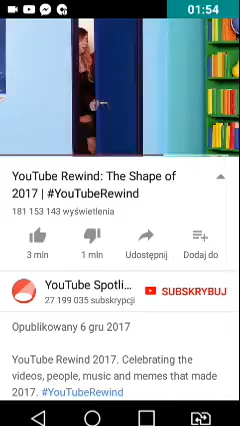 01:54
YouTube Rewind: The Shape of
2017 | #YouTubeRewind
181 153 143 wyświetlenia
3 mln
1 mln
Udostępnij
Dodaj do
YouTube Spotli...
27 199 035 subskrypcji
SUBSKRYBUJ
Opublikowany 6 gru 2017
YouTube Rewind 2017. Celebrating the
videos, people, music and memes that made
2017. #YouTubeRewind